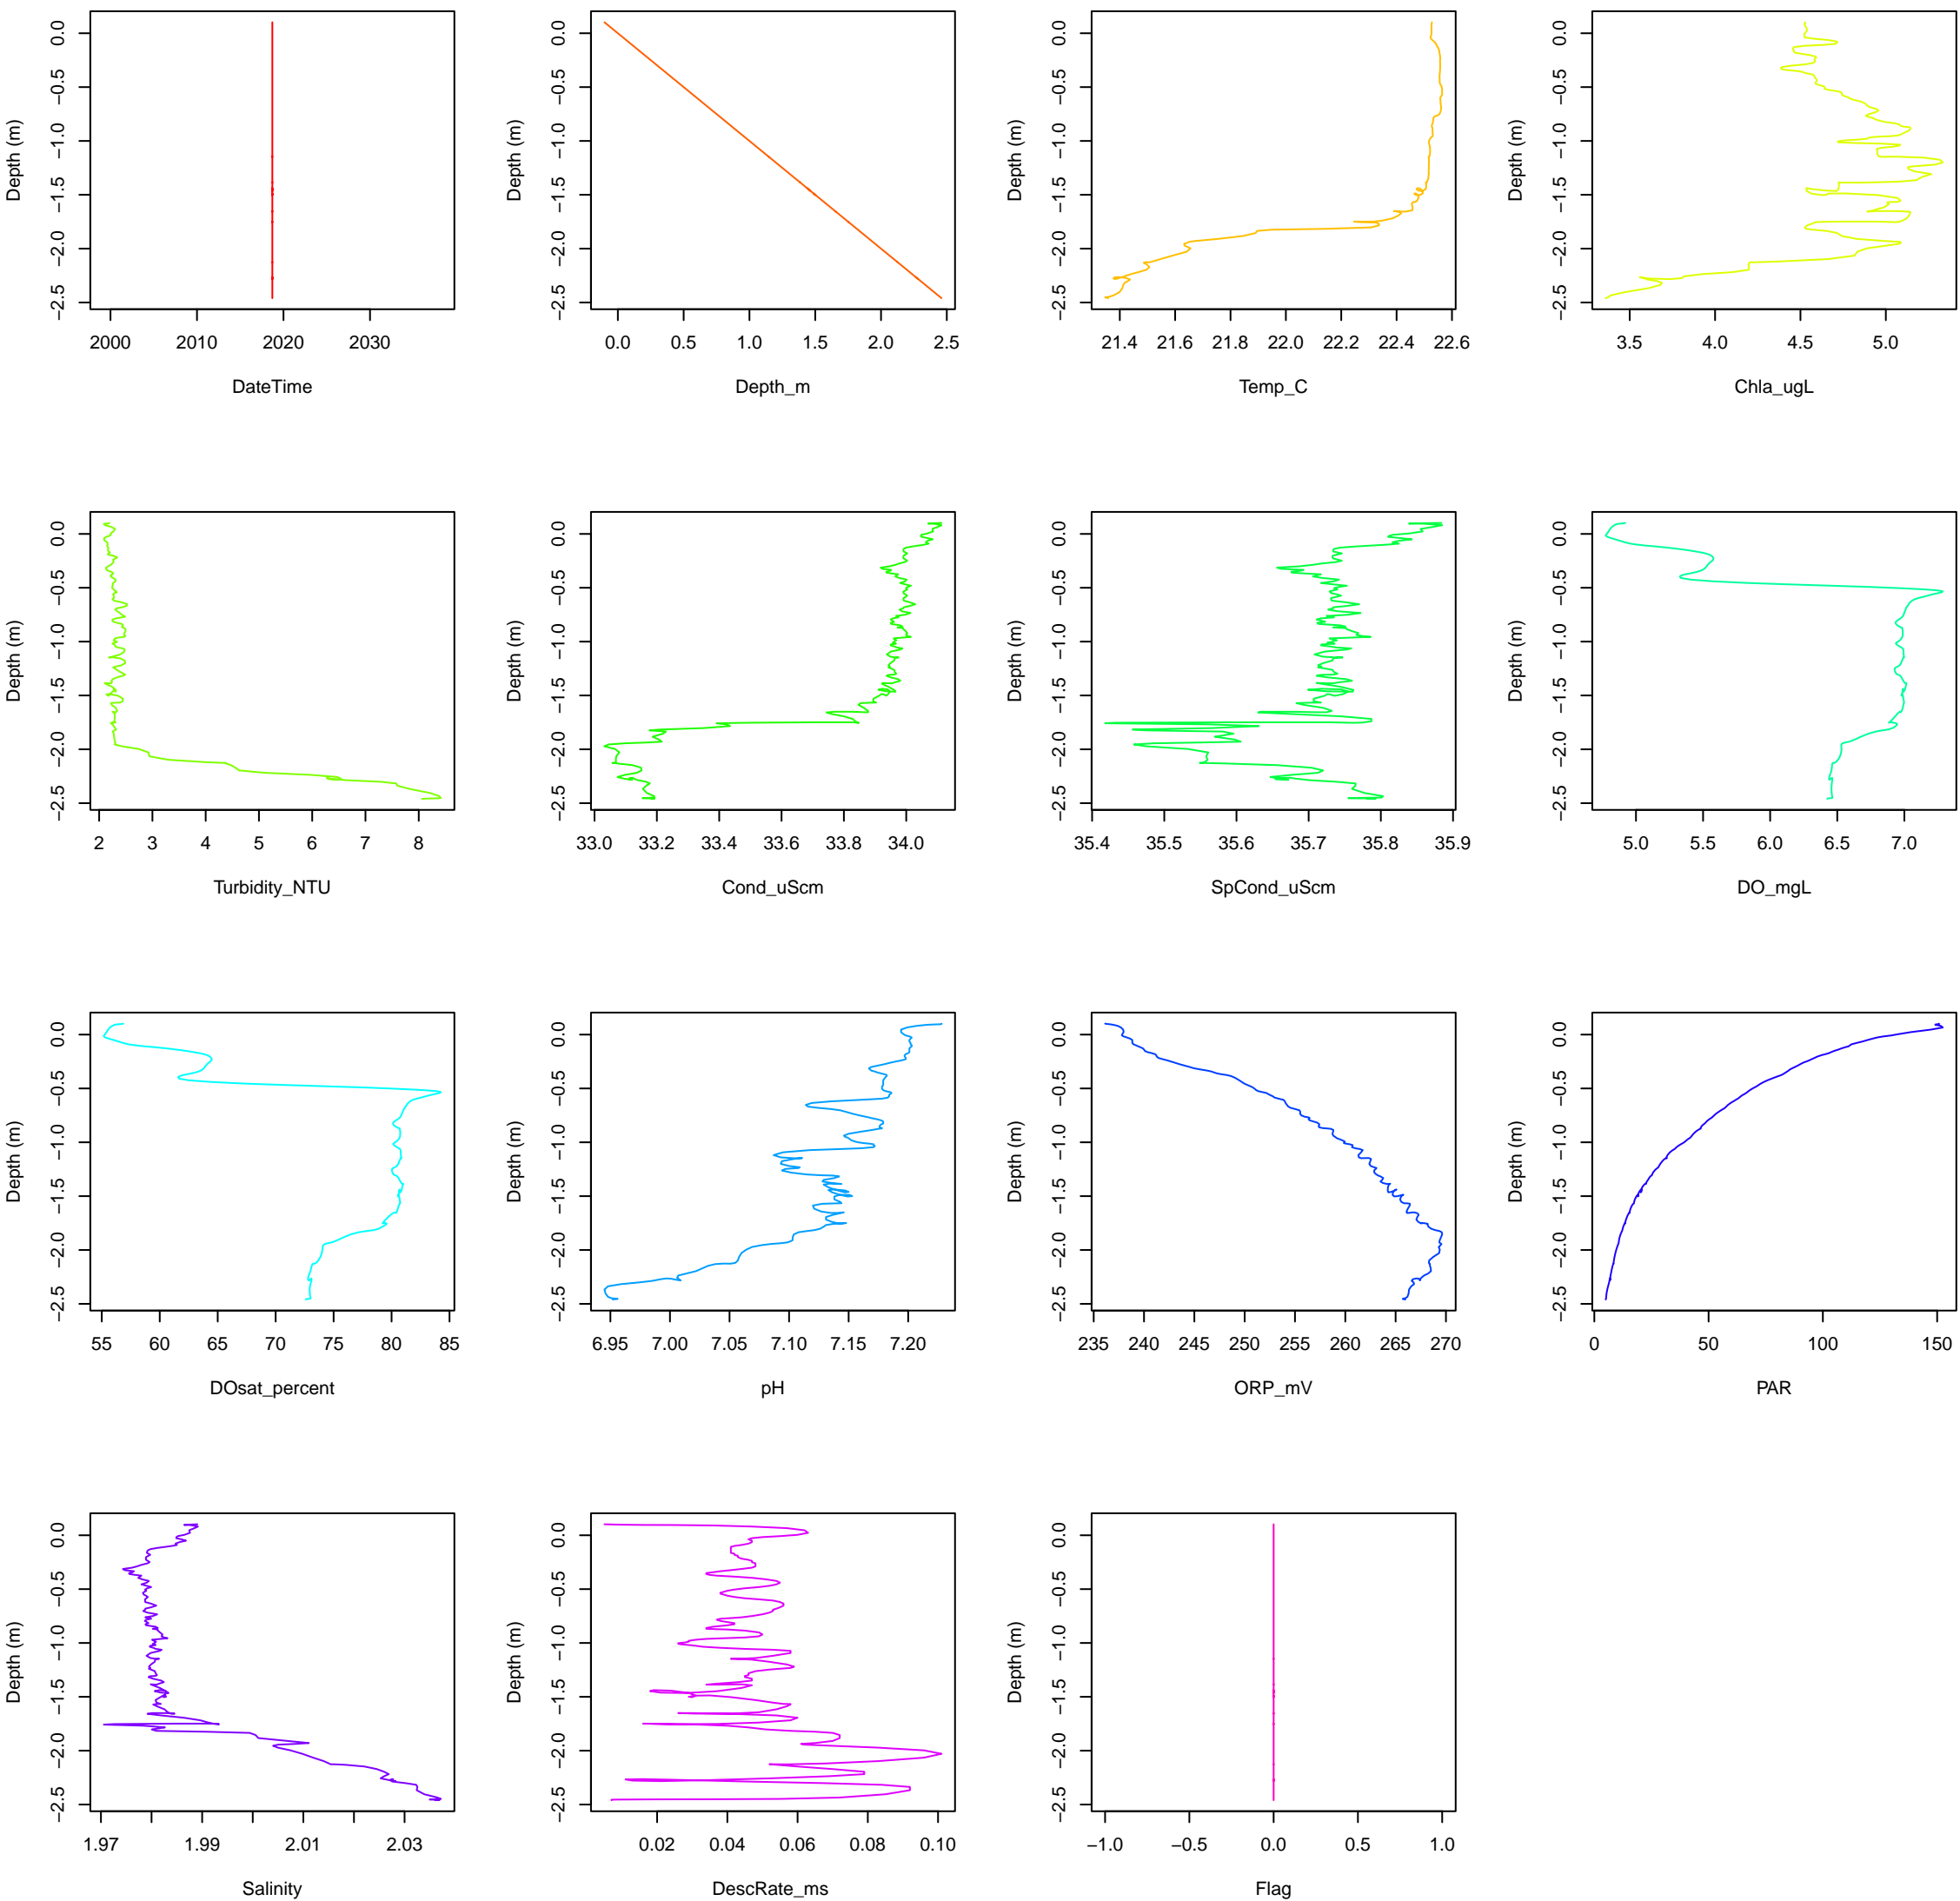 Depth (m)
0.0
−0.5
−1.0
−1.5
−2.0
−2.5
2000 2010 2020 2030
DateTime
Depth (m)
0.0
−0.5
−1.0
−1.5
−2.0
−2.5
0.0 0.5 1.0 1.5 2.0 2.5
Depth_m
Depth (m)
0.0
−0.5
−1.0
−1.5
−2.0
−2.5
21.4 21.6 21.8 22.0 22.2 22.4 22.6
Temp_C
Depth (m)
0.0
−0.5
−1.0
−1.5
−2.0
−2.5
3.5 4.0 4.5 5.0
Chla_ugL
Depth (m)
0.0
−0.5
−1.0
−1.5
−2.0
−2.5
2 3 4 5 6 7 8
Turbidity_NTU
Depth (m)
0.0
−0.5
−1.0
−1.5
−2.0
−2.5
33.0 33.2 33.4 33.6 33.8 34.0
Cond_uScm
Depth (m)
0.0
−0.5
−1.0
−1.5
−2.0
−2.5
35.4 35.5 35.6 35.7 35.8 35.9
SpCond_uScm
Depth (m)
0.0
−0.5
−1.0
−1.5
−2.0
−2.5
5.0 5.5 6.0 6.5 7.0
DO_mgL
Depth (m)
0.0
−0.5
−1.0
−1.5
−2.0
−2.5
55 60 65 70 75 80 85
DOsat_percent
Depth (m)
0.0
−0.5
−1.0
−1.5
−2.0
−2.5
6.95 7.00 7.05 7.10 7.15 7.20
pH
Depth (m)
0.0
−0.5
−1.0
−1.5
−2.0
−2.5
235 240 245 250 255 260 265 270
ORP_mV
Depth (m)
0.0
−0.5
−1.0
−1.5
−2.0
−2.5
0 50 100 150
PAR
Depth (m)
0.0
−0.5
−1.0
−1.5
−2.0
−2.5
1.97 1.99 2.01 2.03
Salinity
Depth (m)
0.0
−0.5
−1.0
−1.5
−2.0
−2.5
0.02 0.04 0.06 0.08 0.10
DescRate_ms
Depth (m)
0.0
−0.5
−1.0
−1.5
−2.0
−2.5
−1.0 −0.5 0.0 0.5 1.0
Flag